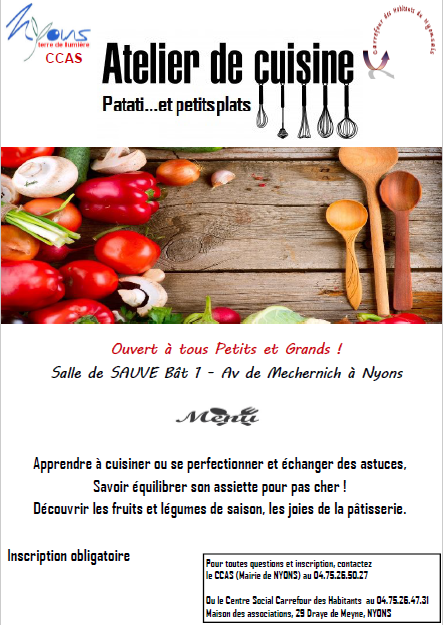 Nyons
terre de lumière
CCAS
Carrefour des Habitants du Nyonsais
Atelier de cuisine
Patati...et petits plats
Ouvert à tous Petits et Grands !
Salle de SAUVE Bât 1 - Av de Mechernich à Nyons
Menu
Apprendre à cuisiner ou se perfectionner et échanger des astuces,
Savoir équilibrer son assiette pour pas cher !
Découvrir les fruits et légumes de saison, les joies de la pâtisserie.
Inscription obligatoire
Pour toutes questions et inscription, contactez
le CCAS (Mairie de NYONS) au 04.75.26.50.27
Ou le Centre Social Carrefour des Habitants au 04.75.26.47.31
Maison des associations, 29 Draye de Meyne, NYONS